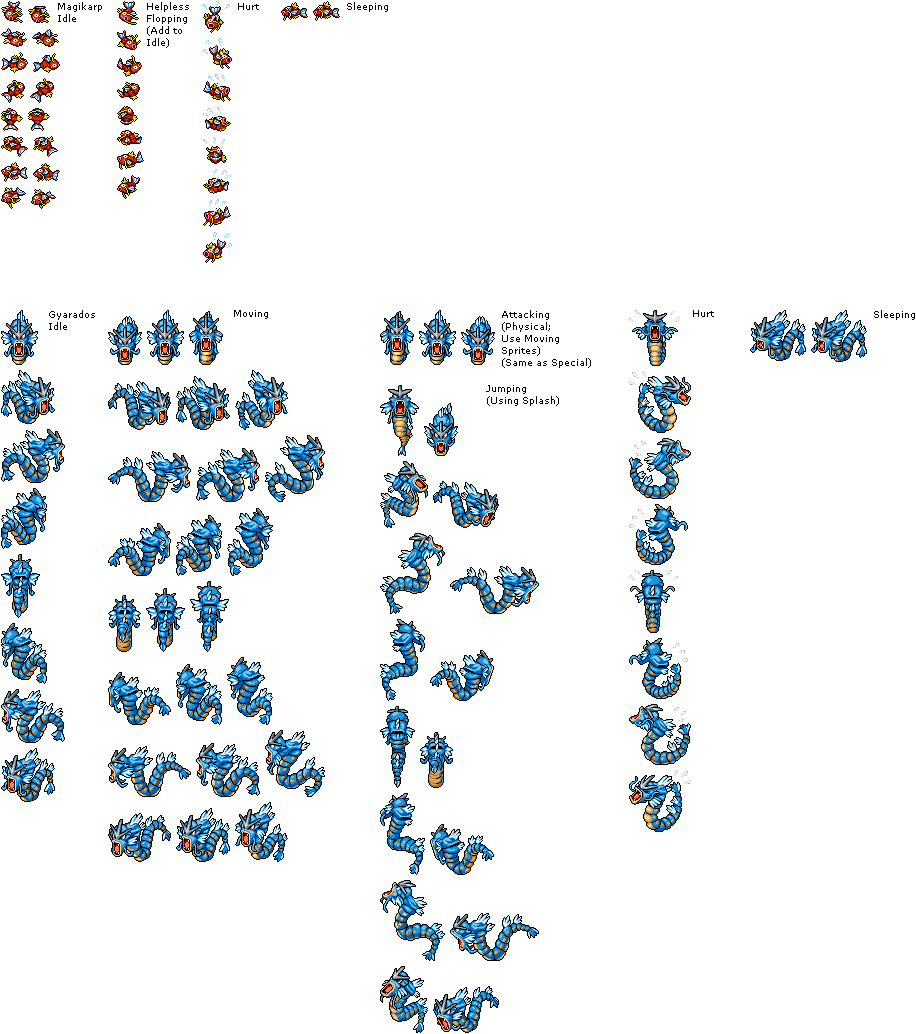 Magikarp
Idle
Helpless
Flopping
(Add to
Idle)
Hurt
Sleeping
Gyarados
Idle
Moving
Attacking
(Physical;
Use Moving
Sprites)
(Same as Special)
Jumping
(Using Splash)
Hurt
Sleeping